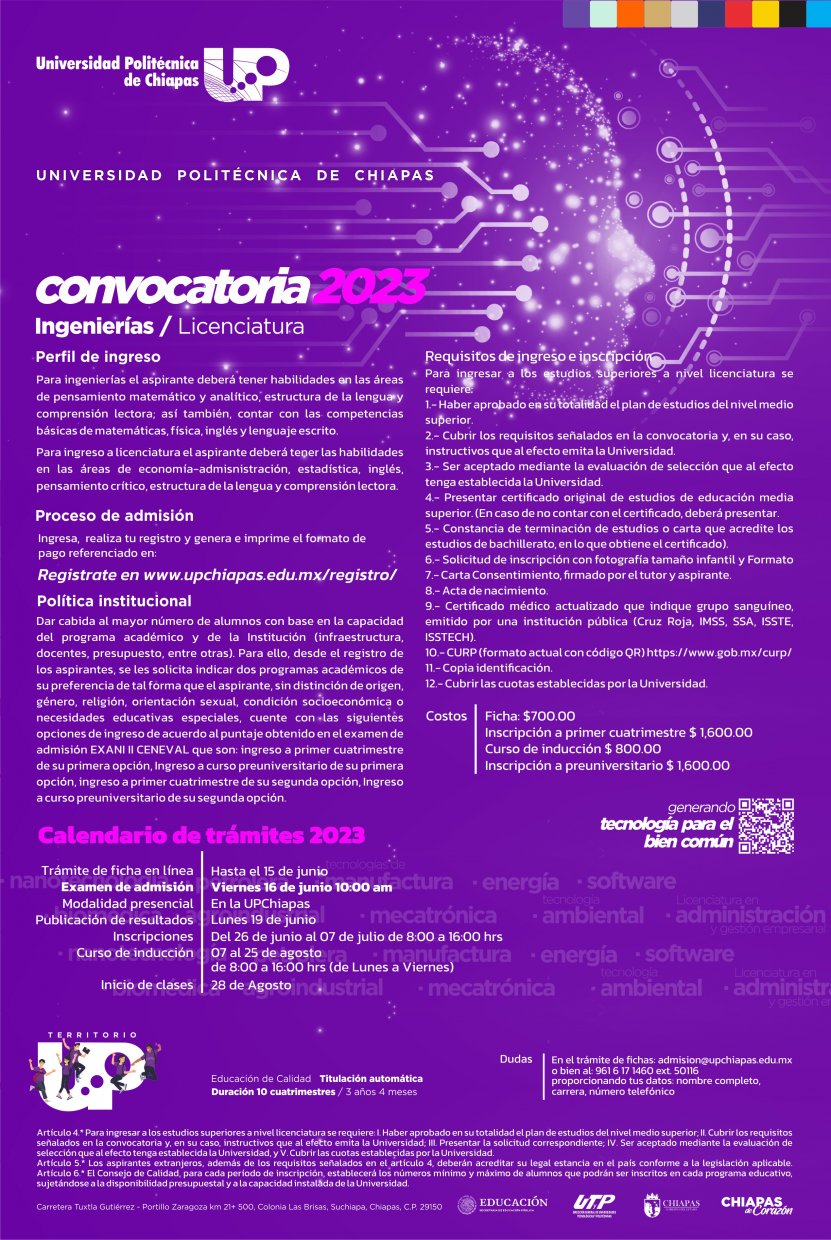 Universidad Politécnica
de Chiapas
UP
UNIVERSIDAD POLITÉCNICA DE CHIAPAS
convocatoria 2023
Ingenierías / Licenciatura
Perfil de ingreso
Para ingenierías el aspirante deberá tener habilidades en las áreas
de pensamiento matemático y analítico, estructura de la lengua y
comprensión lectora; así también, contar con las competencias
básicas de matemáticas, física, inglés y lenguaje escrito.
Para ingreso a licenciatura el aspirante deberá tener las habilidades
en las áreas de economía-admisnistración, estadística, inglés,
pensamiento crítico, estructura de la lengua y comprensión lectora.
Proceso de admisión
Ingresa, realiza tu registro y genera e imprime el formato de
pago referenciado en:
Registrate en www.upchiapas.edu.mx/registro/
Política institucional
Dar cabida al mayor número de alumnos con base en la capacidad
del programa académico y de la Institución (infraestructura,
docentes, presupuesto, entre otras). Para ello, desde el registro de
los aspirantes, se les solicita indicar dos programas académicos de
su preferencia de tal forma que el aspirante, sin distinción de origen,
género, religión, orientación sexual, condición socioeconómica o
necesidades educativas especiales, cuente con las siguientes
opciones de ingreso de acuerdo al puntaje obtenido en el examen de
admisión EXANI II CENEVAL que son: ingreso a primer cuatrimestre
de su primera opción, Ingreso a curso preuniversitario de su primera
opción, ingreso a primer cuatrimestre de su segunda opción, Ingreso
a curso preuniversitario de su segunda opción.
Requisitos de ingreso e inscripción
Para ingresar a los estudios superiores a nivel licenciatura se
requiere:
1.- Haber aprobado en su totalidad el plan de estudios del nivel medio
superior.
2.- Cubrir los requisitos señalados en la convocatoria y, en su caso,
instructivos que al efecto emita la Universidad.
3.- Ser aceptado mediante la evaluación de selección que al efecto
tenga establecida la Universidad.
4.- Presentar certificado original de estudios de educación media
superior. (En caso de no contar con el certificado, deberá presentar.
5.- Constancia de terminación de estudios o carta que acredite los
estudios de bachillerato, en lo que obtiene el certificado).
6.- Solicitud de inscripción con fotografía tamaño infantil y Formato
7.- Carta Consentimiento, firmado por el tutor y aspirante.
8.- Acta de nacimiento.
9.- Certificado médico actualizado que indique grupo sanguíneo,
emitido por una institución pública (Cruz Roja, IMSS, SSA, ISSTE,
ISSTECH).
10.- CURP (formato actual con código QR) https://www.gob.mx/curp/
11.- Copia identificación.
12.- Cubrir las cuotas establecidas por la Universidad.
Costos
Ficha: $700.00
Inscripción a primer cuatrimestre $ 1,600.00
Curso de inducción $ 800.00
Inscripción a preuniversitario $ 1,600.00
generando
tecnología para el
bien común
Calendario de trámites 2023
Trámite de ficha en línea Hasta el 15 de junio
Examen de admisión Viernes 16 de junio 10:00 am
Modalidad presencial En la UPChiapas
Publicación de resultados Lunes 19 de junio
Inscripciones Del 26 de junio al 07 de julio de 8:00 a 16:00 hrs
Curso de inducción 07 al 25 de agosto
de 8:00 a 16:00 hrs (de Lunes a Viernes)
Inicio de clases 28 de Agosto
tecnologías de
· nanotecnología · petrolera · manufactura · energía · software
tecnología Licenciatura en
biomédica · agroindustrial · mecatrónica · ambiental · administración
y gestión empresarial
· nanotecnología · petrolera · manufactura · energía · software
tecnología Licenciatura en
biomédica · agroindustrial · mecatrónica · ambiental · administr
y gestión e
TERRITORIO
UP
Educación de Calidad Titulación automática
Duración 10 cuatrimestres / 3 años 4 meses
Dudas
En el trámite de fichas: admision@upchiapas.edu.mx
o bien al: 961 6 17 1460 ext. 50116
proporcionando tus datos: nombre completo,
carrera, número telefónico
Artículo 4.* Para ingresar a los estudios superiores a nivel licenciatura se requiere: I. Haber aprobado en su totalidad el plan de estudios del nivel medio superior; II. Cubrir los requisitos
señalados en la convocatoria y, en su caso, instructivos que al efecto emita la Universidad; III. Presentar la solicitud correspondiente; IV. Ser aceptado mediante la evaluación de
selección que al efecto tenga establecida la Universidad, y V. Cubrir las cuotas establecidas por la Universidad.
Artículo 5.* Los aspirantes extranjeros, además de los requisitos señalados en el artículo 4, deberán acreditar su legal estancia en el país conforme a la legislación aplicable.
Artículo 6.* El Consejo de Calidad, para cada período de inscripción, establecerá los números mínimo y máximo de alumnos que podrán ser inscritos en cada programa educativo,
sujetándose a la disponibilidad presupuestal y a la capacidad instalada de la Universidad.
Carretera Tuxtla Gutiérrez - Portillo Zaragoza km 21+ 500, Colonia Las Brisas, Suchiapa, Chiapas, C.P. 29150
EDUCACIÓN
SECRETARÍA DE EDUCACIÓN PÚBLICA
UTP
CHIAPAS
CHIAPAS
de Corazón